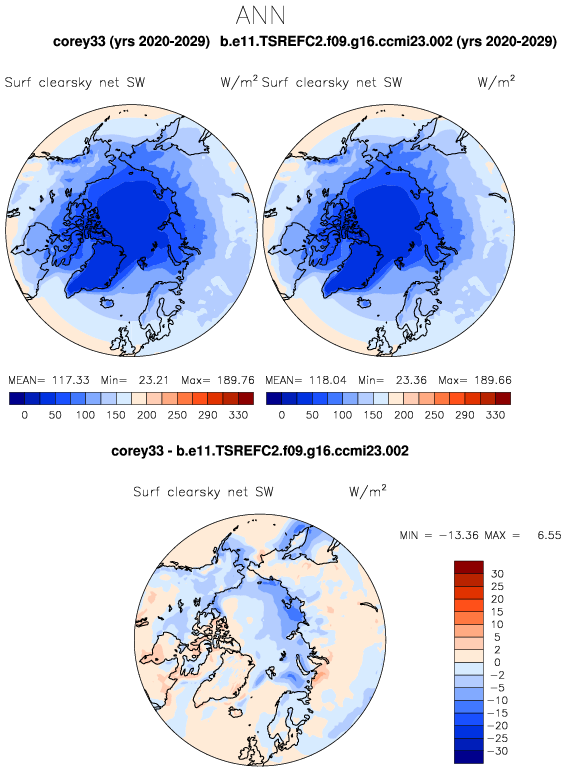 ANN
corey33 (yrs 2020-2029) b.e11.TSREFC2.f09.g16.ccmi23.002 (yrs 2020-2029)
Surf clearsky net SW W/m² Surf clearsky net SW W/m²
MEAN= 117.33 Min= 23.21 Max= 189.76 MEAN= 118.04 Min= 23.36 Max= 189.66
0 50 100 150 200 250 290 330 0 50 100 150 200 250 290 330
corey33 - b.e11.TSREFC2.f09.g16.ccmi23.002
Surf clearsky net SW W/m²
MIN = -13.36 MAX = 6.55
30
25
20
15
10
5
2
0
-2
-5
-10
-15
-20
-25
-30